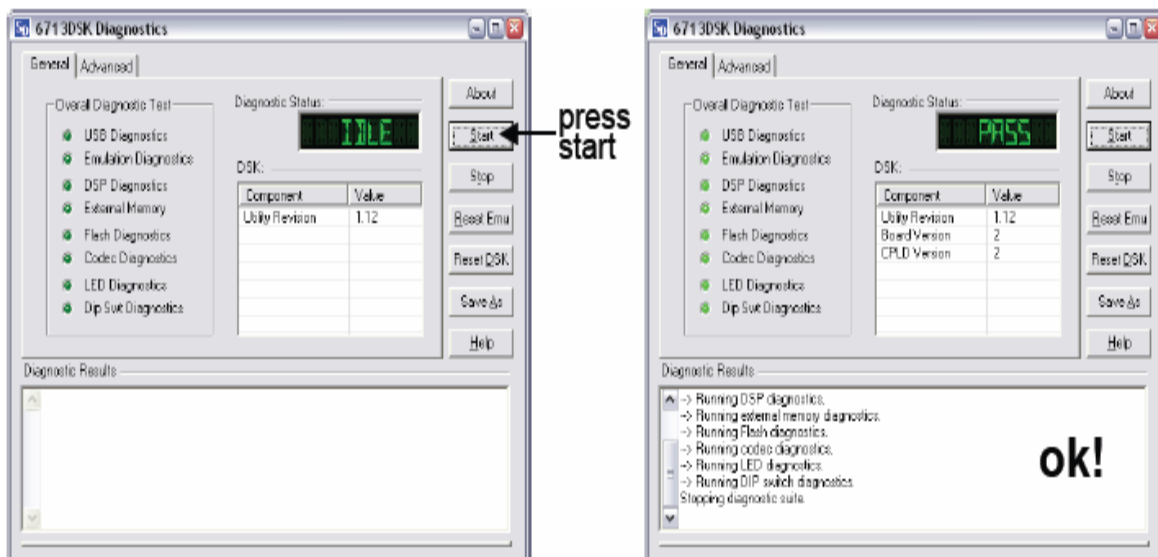 6713DSK Diagnostics
General Advanced
Overall Diagnostic Test
USB Diagnostics
Emulation Diagnostics
DSP Diagnostics
External Memory
Flash Diagnostics
Codec Diagnostics
LED Diagnostics
Dip Swt Diagnostics
Diagnostic Status:
IDLE
DSK:
Component Value
Utility Revision 1.12
About
Start
Stop
Reset Emu
Reset DSK
Save As
Help
Diagnostic Results
press
start
6713DSK Diagnostics
General Advanced
Overall Diagnostic Test
USB Diagnostics
Emulation Diagnostics
DSP Diagnostics
External Memory
Flash Diagnostics
Codec Diagnostics
LED Diagnostics
Dip Swt Diagnostics
Diagnostic Status:
PASS
DSK:
Component Value
Utility Revision 1.12
Board Version 2
CPLD Version 2
About
Start
Stop
Reset Emu
Reset DSK
Save As
Help
Diagnostic Results
-> Running DSP diagnostics.
-> Running external memory diagnostics.
-> Running Flash diagnostics.
-> Running codec diagnostics.
-> Running LED diagnostics.
-> Running DIP switch diagnostics.
Stopping diagnostic suite.
ok!